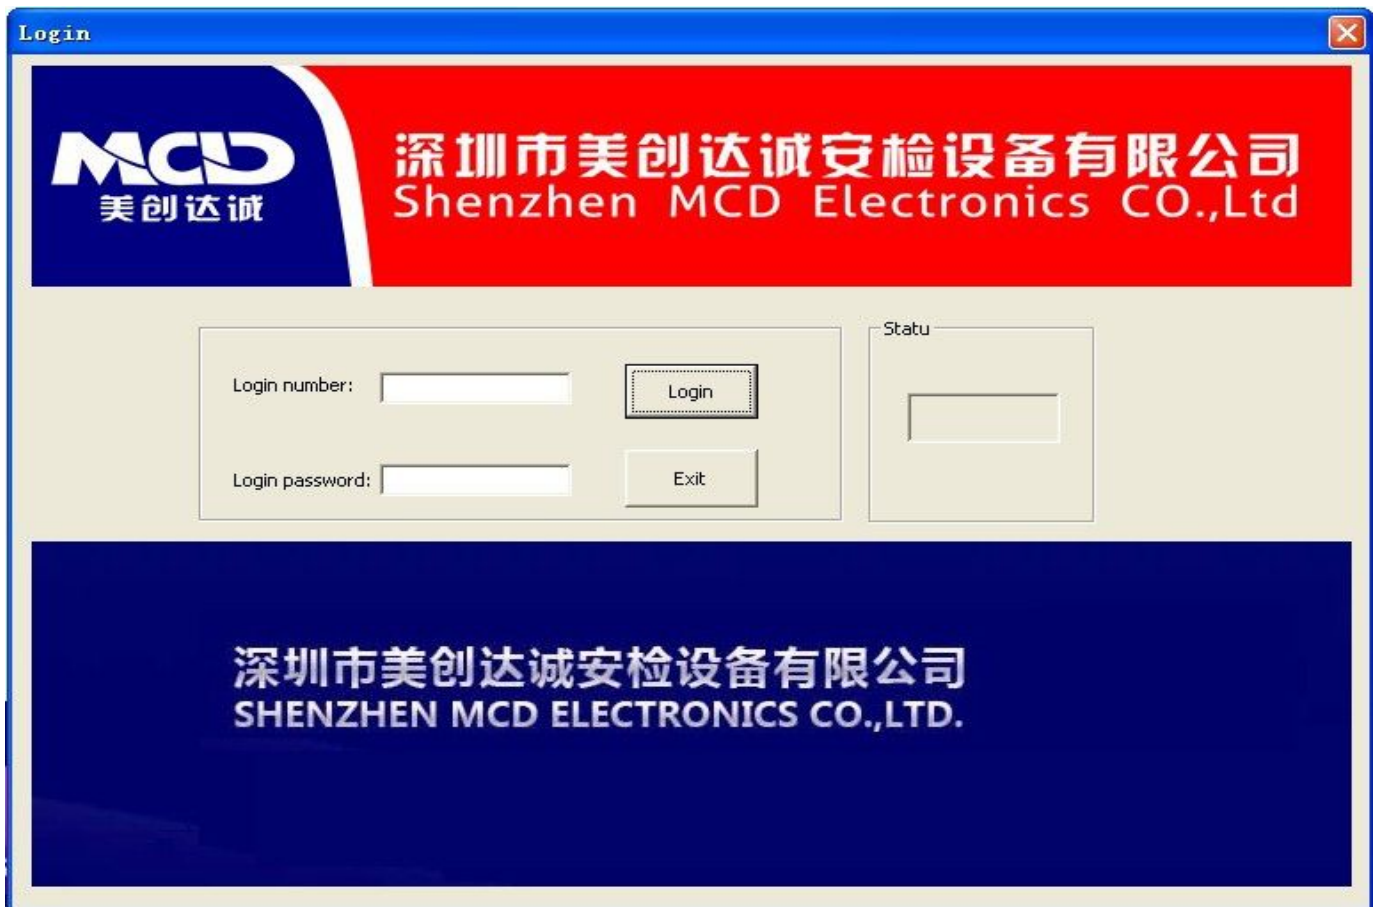 Login
MCD
美创达诚
深圳市美创达诚安检设备有限公司
Shenzhen MCD Electronics CO.,Ltd
Login number:
Login
Login password:
Exit
Statu
深圳市美创达诚安检设备有限公司
SHENZHEN MCD ELECTRONICS CO.,LTD.